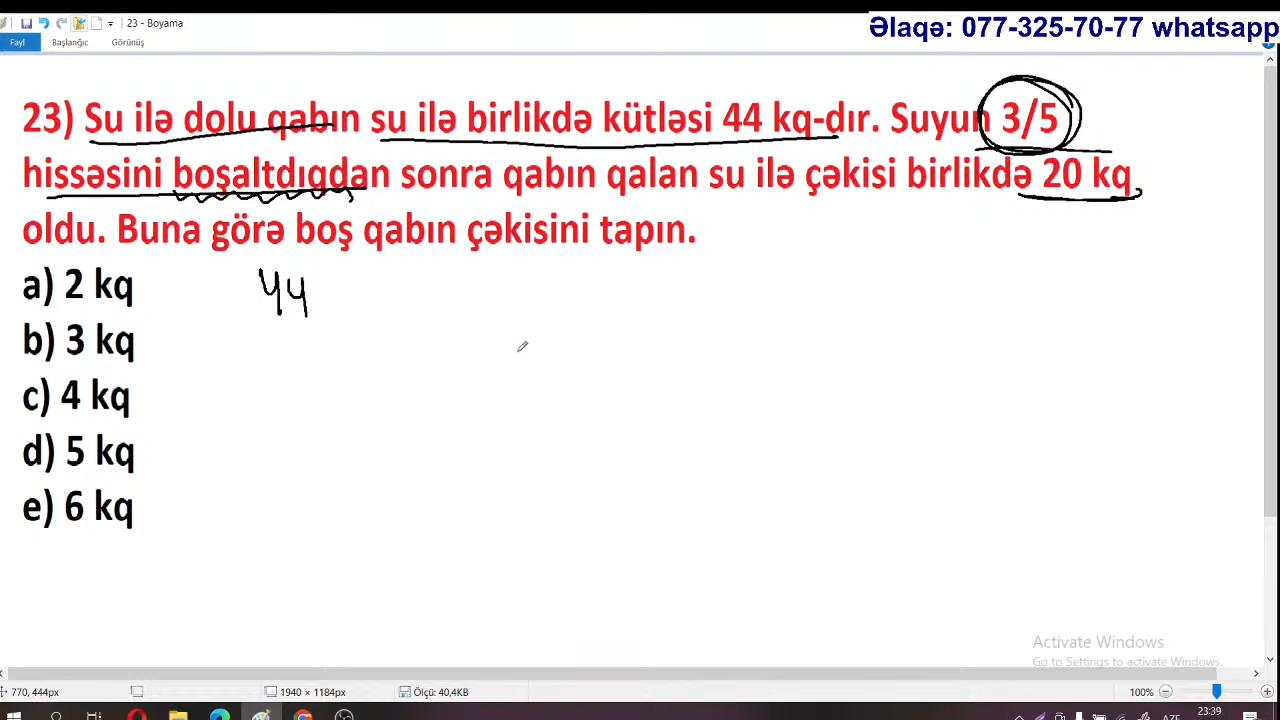 23 - Boyama
Əlaqə: 077-325-70-77 whatsapp
Fayl Başlanğıc Görünüş
23) Su ilə dolu qabın su ilə birlikdə kütləsi 44 kq-dır. Suyun 3/5
hissəsini boşaltdıqdan sonra qabın qalan su ilə çəkisi birlikdə 20 kq
oldu. Buna görə boş qabın çəkisini tapın.
a) 2 kq
44
b) 3 kq
c) 4 kq
d) 5 kq
e) 6 kq
Activate Windows
Go to Settings to activate Windows.
770, 444px 1940 × 1184px Ölçü: 40,4KB 100%
AZE 23:39